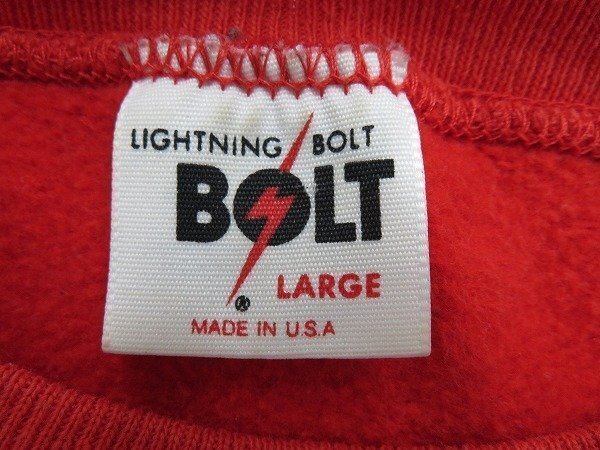 LIGHTNING BOLT
BOLT
®
LARGE
MADE IN U.S.A